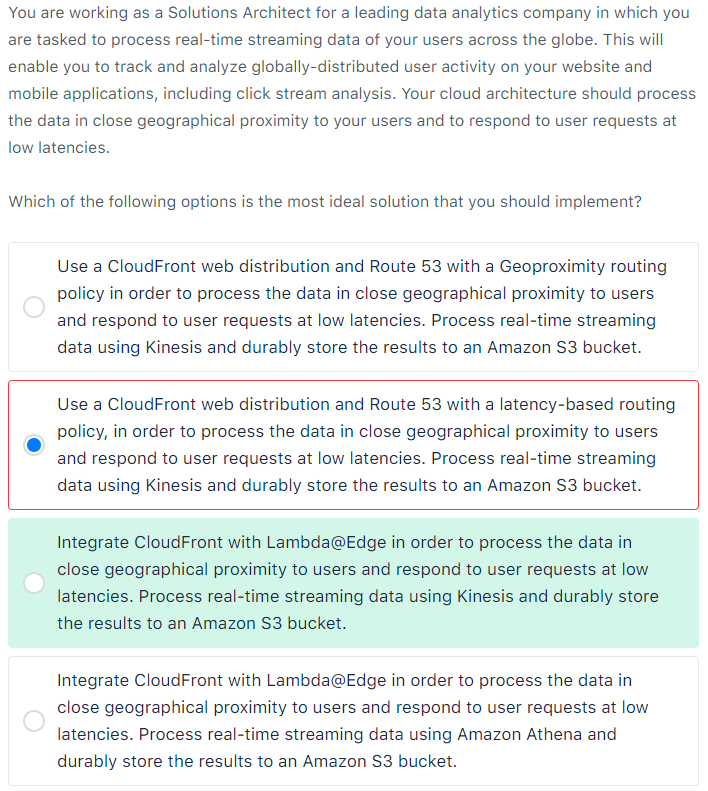 You are working as a Solutions Architect for a leading data analytics company in which you
are tasked to process real-time streaming data of your users across the globe. This will
enable you to track and analyze globally-distributed user activity on your website and
mobile applications, including click stream analysis. Your cloud architecture should process
the data in close geographical proximity to your users and to respond to user requests at
low latencies.
Which of the following options is the most ideal solution that you should implement?
Use a CloudFront web distribution and Route 53 with a Geoproximity routing
policy in order to process the data in close geographical proximity to users
and respond to user requests at low latencies. Process real-time streaming
data using Kinesis and durably store the results to an Amazon S3 bucket.
Use a CloudFront web distribution and Route 53 with a latency-based routing
policy, in order to process the data in close geographical proximity to users
and respond to user requests at low latencies. Process real-time streaming
data using Kinesis and durably store the results to an Amazon S3 bucket.
Integrate CloudFront with Lambda@Edge in order to process the data in
close geographical proximity to users and respond to user requests at low
latencies. Process real-time streaming data using Kinesis and durably store
the results to an Amazon S3 bucket.
Integrate CloudFront with Lambda@Edge in order to process the data in
close geographical proximity to users and respond to user requests at low
latencies. Process real-time streaming data using Amazon Athena and
durably store the results to an Amazon S3 bucket.